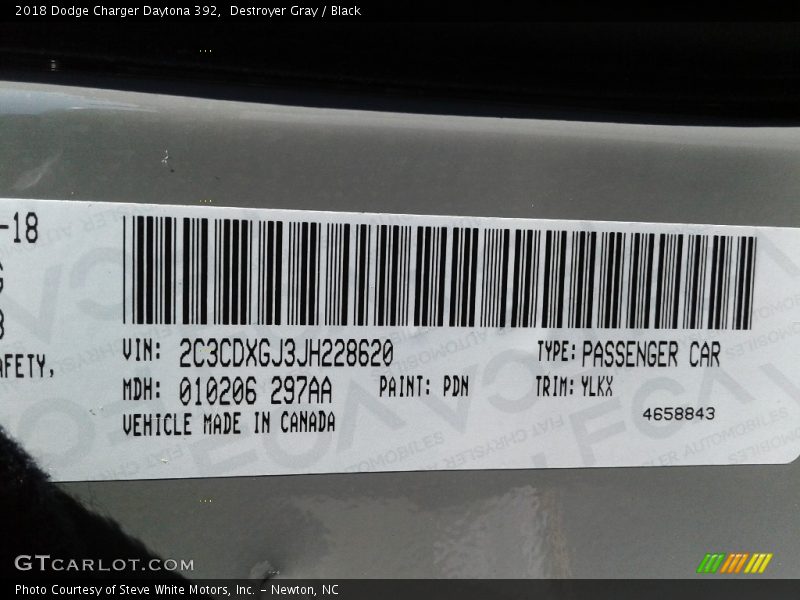 2018 Dodge Charger Daytona 392,  Destroyer Gray / Black
-18
AFETY,
VIN: 2C3CDXGJ3JH228620 TYPE: PASSENGER CAR
MDH: 010206 297AA PAINT: PDN TRIM: YLKX
VEHICLE MADE IN CANADA 4658843
GTCARLOT.COM
Photo Courtesy of Steve White Motors, Inc. – Newton, NC